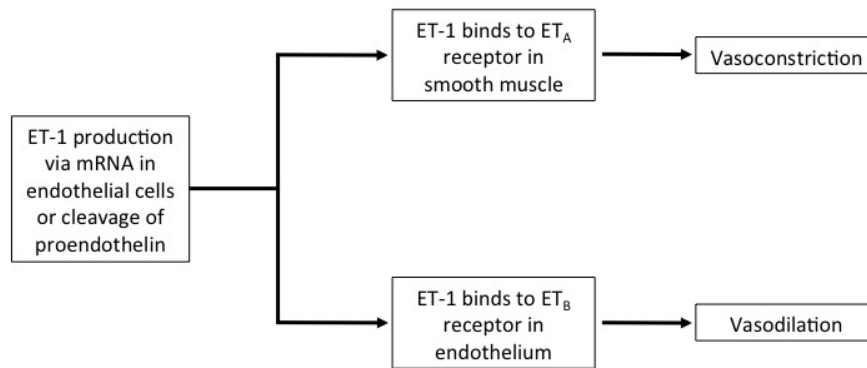 ET-1 production
via mRNA in
endothelial cells
or cleavage of
proendothelin
ET-1 binds to ETA
receptor in
smooth muscle
Vasoconstriction
ET-1 binds to ETB
receptor in
endothelium
Vasodilation